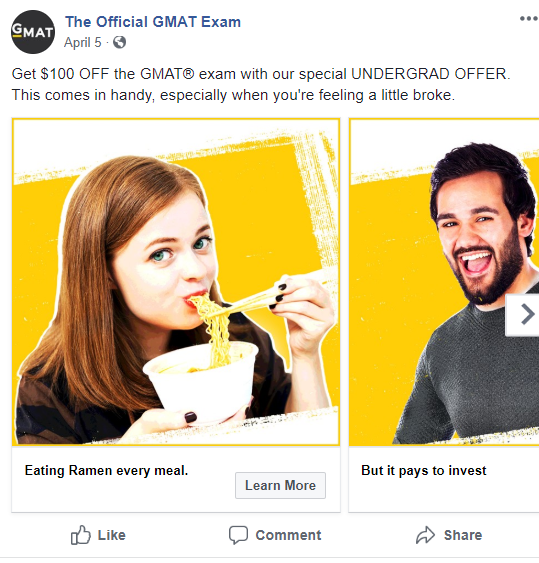 GMAT
The Official GMAT Exam
April 5 ·
Get $100 OFF the GMAT® exam with our special UNDERGRAD OFFER.
This comes in handy, especially when you're feeling a little broke.
Eating Ramen every meal.
Learn More
But it pays to invest
Like
Comment
Share